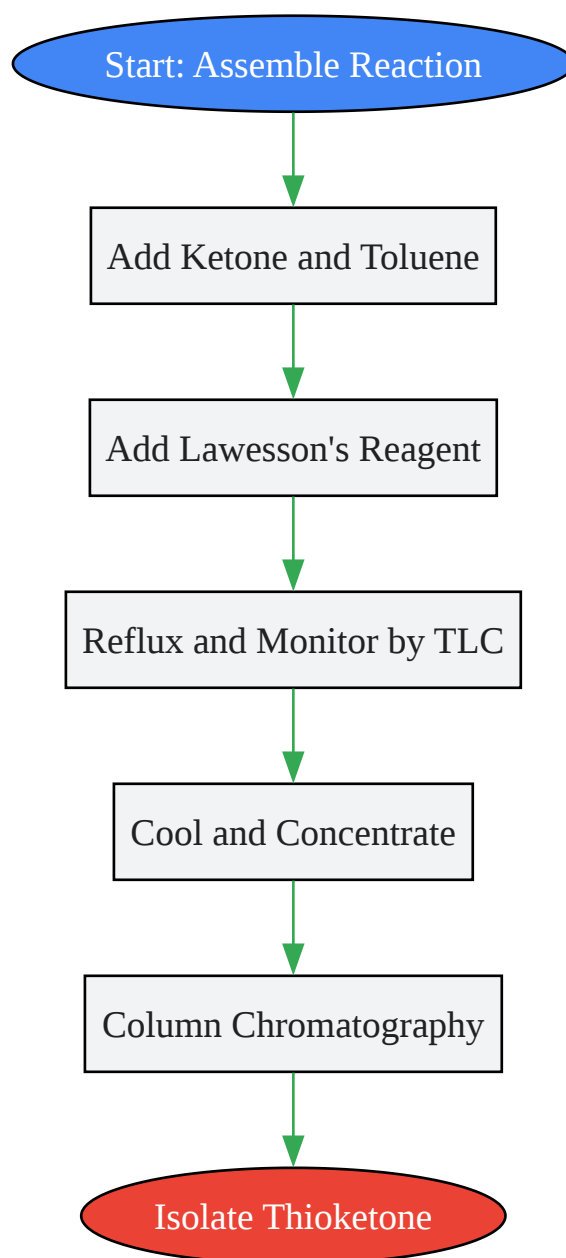 Start: Assemble Reaction
Add Ketone and Toluene
Add Lawesson's Reagent
Reflux and Monitor by TLC
Cool and Concentrate
Column Chromatography
Isolate Thioketone